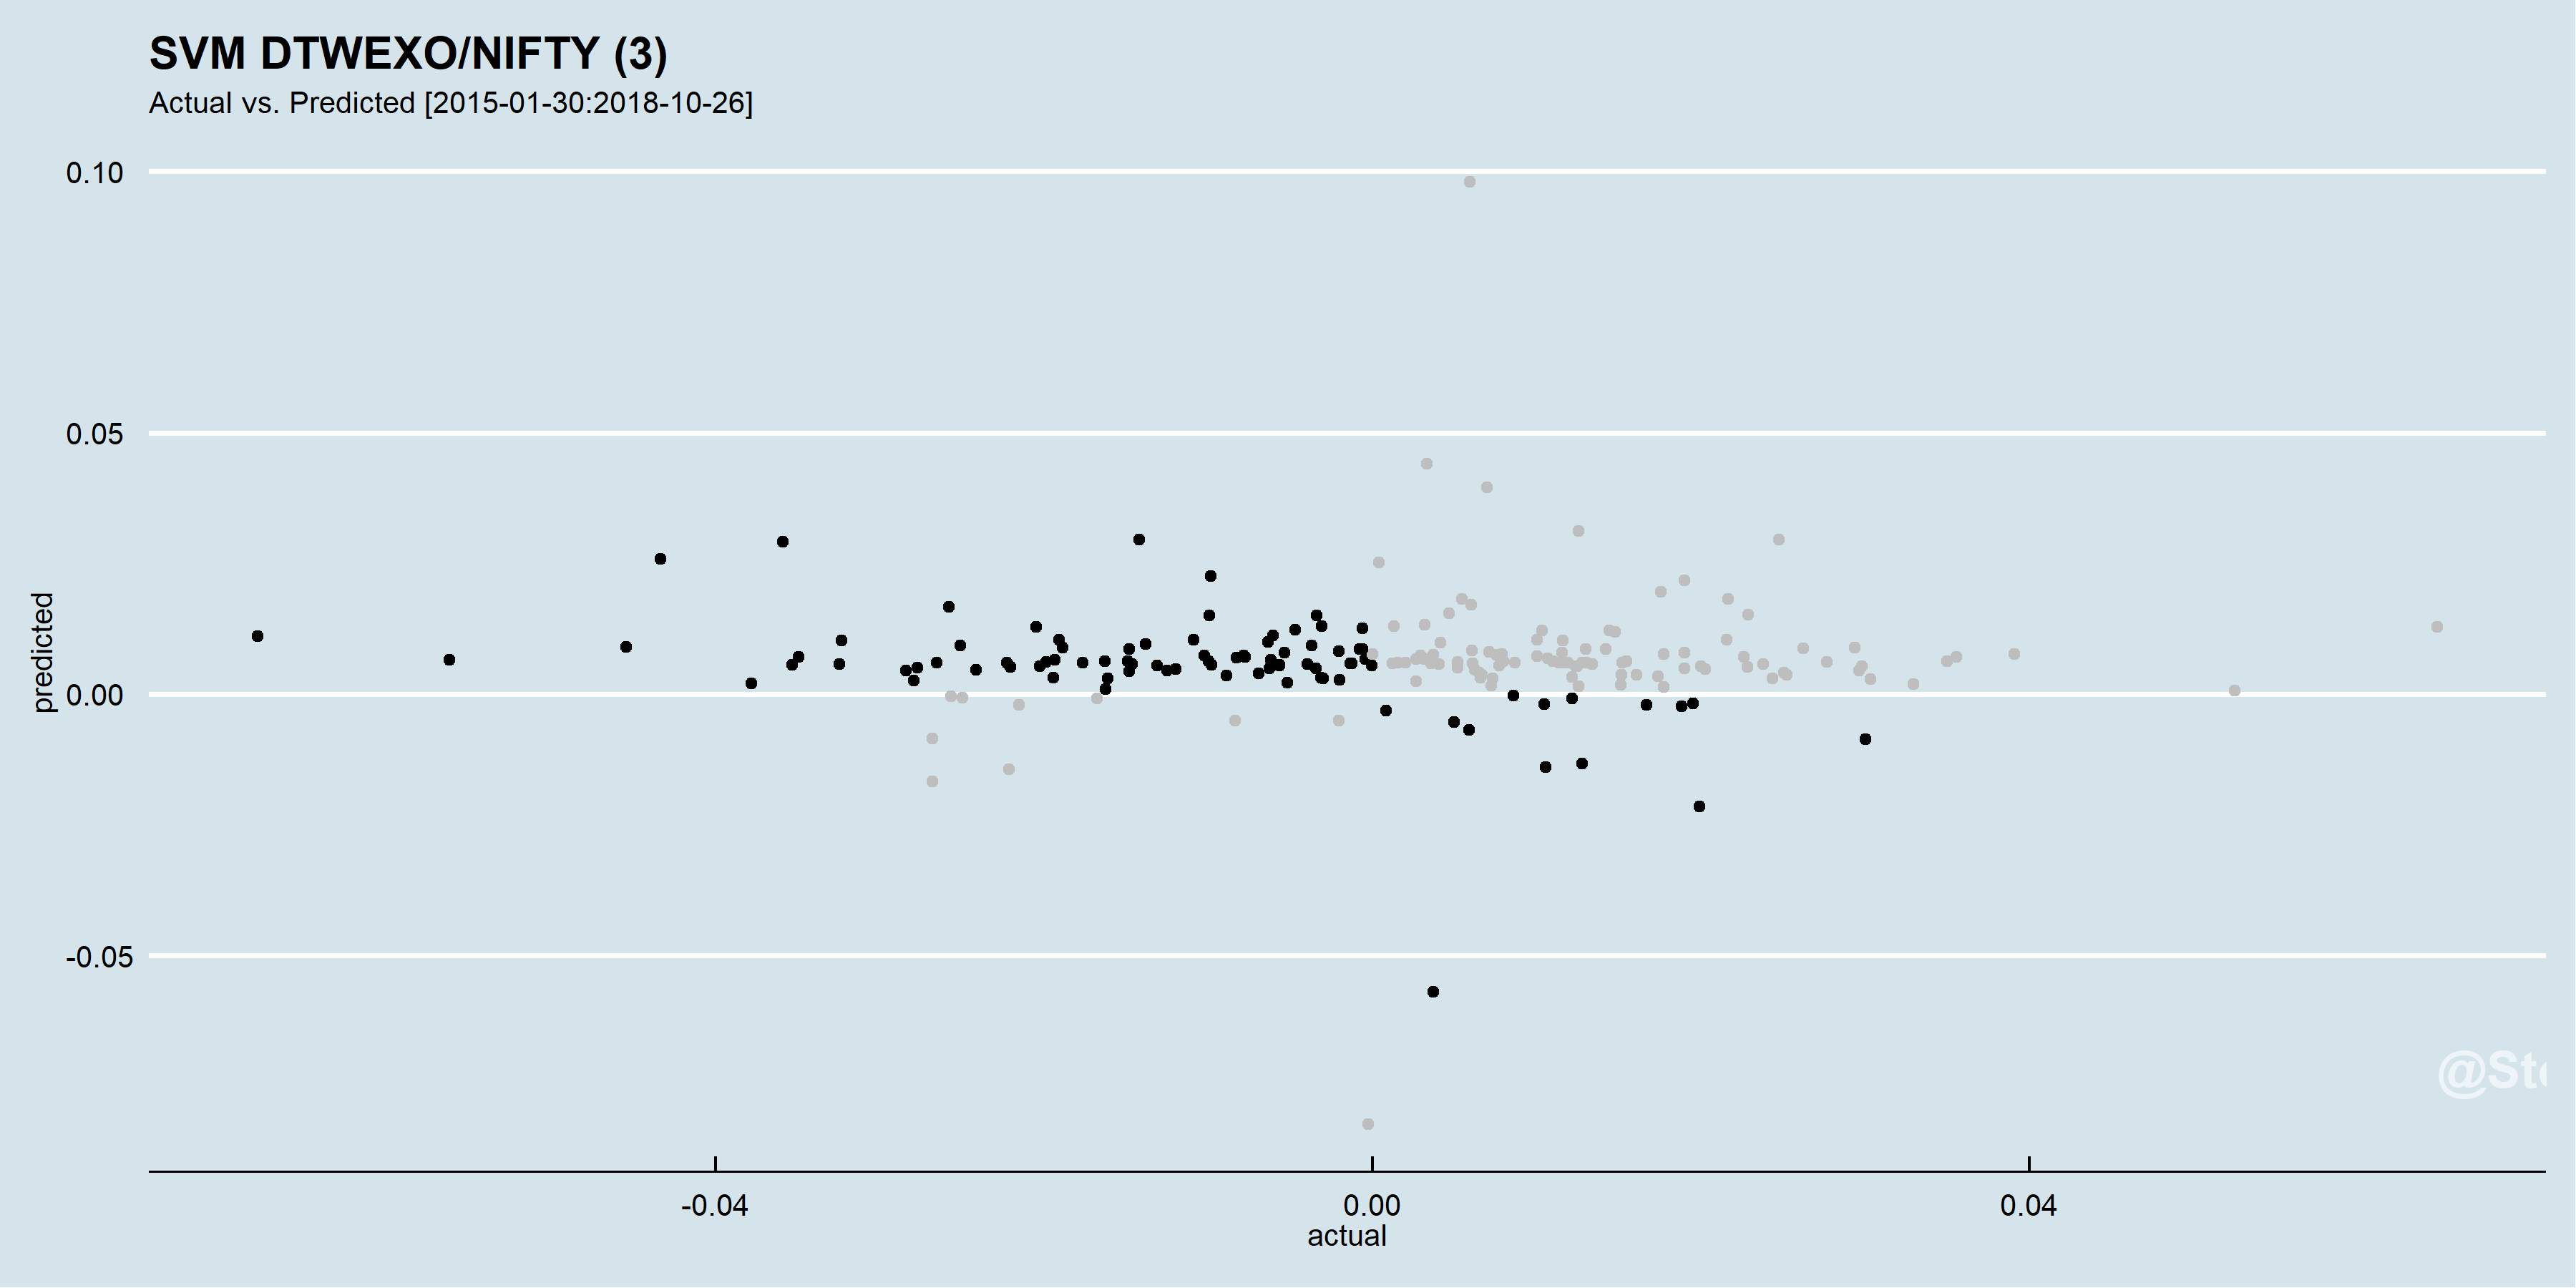 SVM DTWEXO/NIFTY (3)
Actual vs. Predicted [2015-01-30:2018-10-26]
0.10
0.05
0.00
-0.05
predicted
-0.04 0.00 0.04
actual